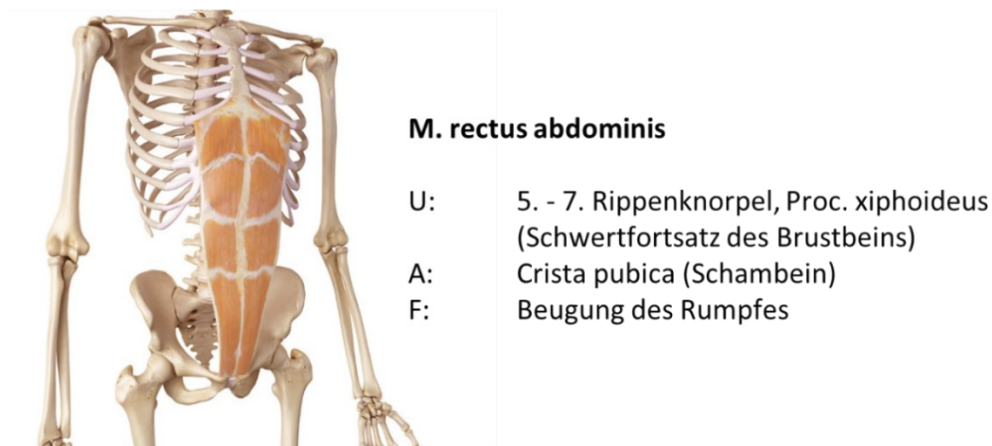 M. rectus abdominis
U: 5. - 7. Rippenknorpel, Proc. xiphoideus
(Schwertfortsatz des Brustbeins)
A: Crista pubica (Schambein)
F: Beugung des Rumpfes